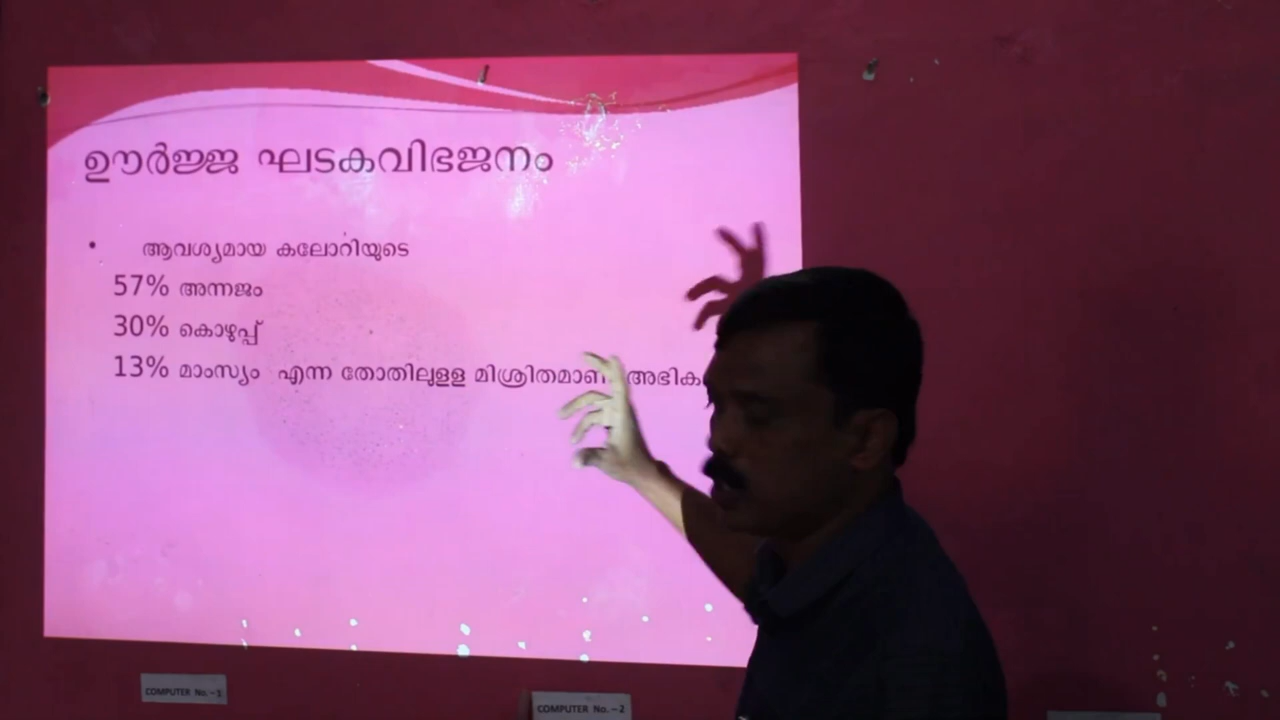 ഊർജ്ജ ഘടകവിഭജനം
• ആവശ്യമായ കലോറിയുടെ
57% അന്നജം
30% കൊഴുപ്പ്
13% മാംസ്യം എന്ന തോതിലുളള മിശ്രിതമാണ്
COMPUTER No.-1
COMPUTER No.-2